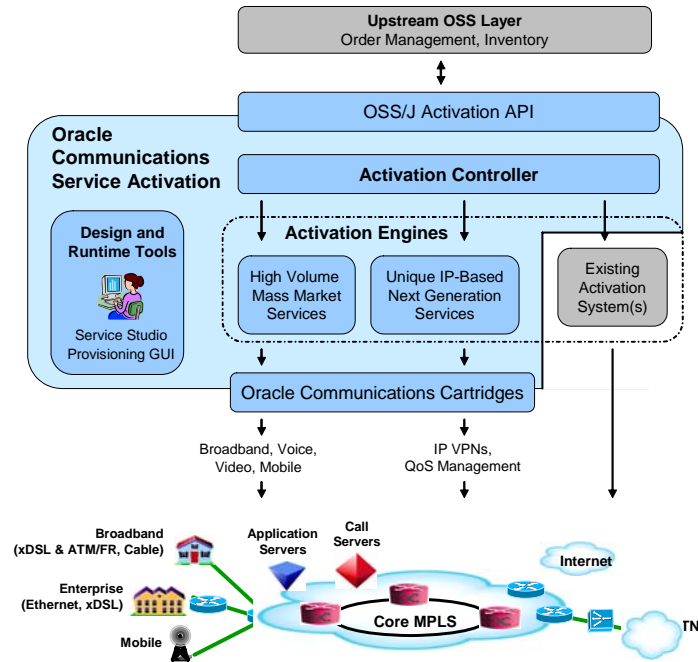 Upstream OSS Layer
Order Management, Inventory
OSS/J Activation API
Oracle
Communications
Service Activation
Activation Controller
Design and
Runtime Tools
Service Studio
Provisioning GUI
Activation Engines
High Volume
Mass Market
Services
Unique IP-Based
Next Generation
Services
Existing
Activation
System(s)
Oracle Communications Cartridges
Broadband, Voice,
Video, Mobile
IP VPNs,
QoS Management
Broadband
(xDSL & ATM/FR, Cable)
Application
Servers
Call
Servers
Internet
Enterprise
(Ethernet, xDSL)
Core MPLS
TN
Mobile